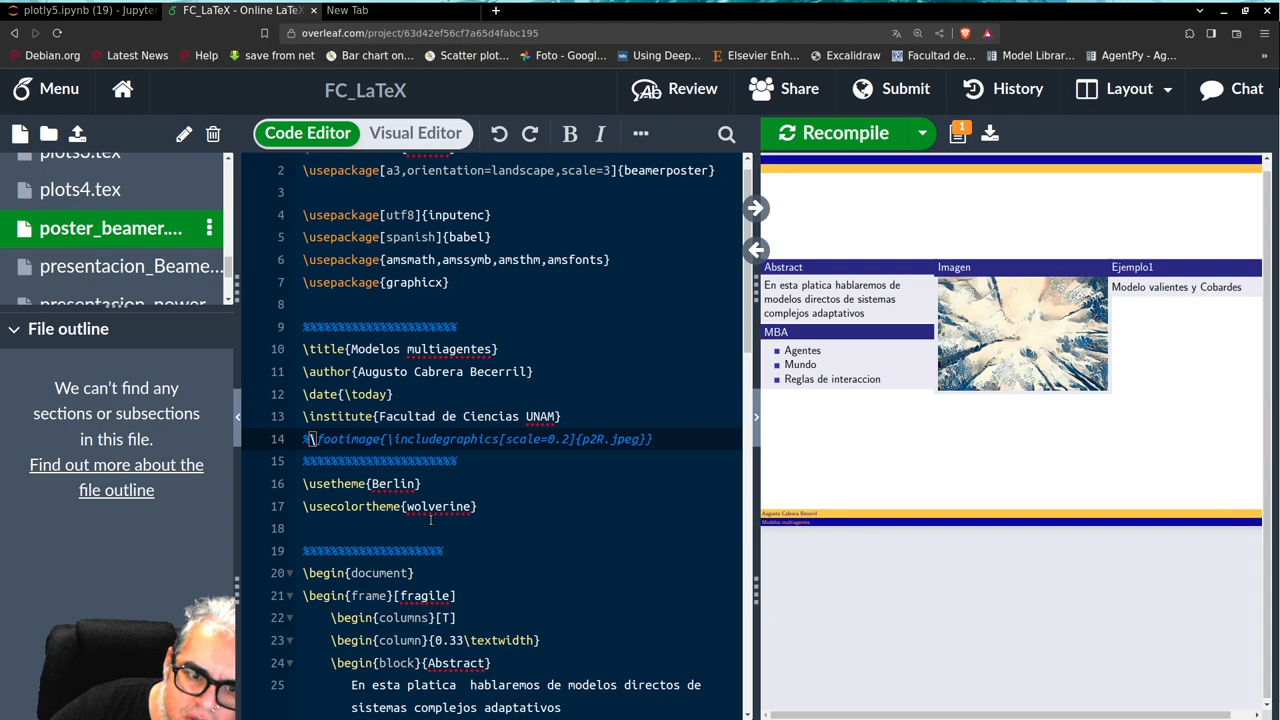 plotly5.ipynb (19) - Jupyter
FC_LaTeX - Online LaTeX
New Tab
overleaf.com/project/63d42ef56cf7a65d4fabc195
Debian.org
Latest News
Help
save from net
Bar chart on...
Scatter plot...
Foto - Googl...
Using Deep...
Elsevier Enh...
Excalidraw
Facultad de...
Model Librar...
AgentPy - Ag...
»
Menu
FC_LaTeX
Review
Share
Submit
History
Layout
Chat
Code Editor
Visual Editor
B
I
Recompile
1
plots4.tex
poster_beamer....
presentacion_Beame...
File outline
We can't find any
sections or subsections
in this file.
Find out more about the
file outline
2 \usepackage[a3,orientation=landscape,scale=3]{beamerposter}
3
4 \usepackage[utf8]{inputenc}
5 \usepackage[spanish]{babel}
6 \usepackage{amsmath,amssymb,amsthm,amsfonts}
7 \usepackage{graphicx}
8
9 %%%%%%%%%%%%%%%%%%%%%%
10 \title{Modelos multiagentes}
11 \author{Augusto Cabrera Becerril}
12 \date{\today}
13 \institute{Facultad de Ciencias UNAM}
14 %\footimage{\includegraphics[scale=0.2]{p2R.jpeg}}
15 %%%%%%%%%%%%%%%%%%%%%%
16 \usetheme{Berlin}
17 \usecolortheme{wolverine}
18
19 %%%%%%%%%%%%%%%%%%%%
20 \begin{document}
21 \begin{frame}[fragile]
22 \begin{columns}[T]
23 \begin{column}{0.33\textwidth}
24 \begin{block}{Abstract}
25 En esta platica hablaremos de modelos directos de
sistemas complejos adaptativos
Abstract
En esta platica hablaremos de
modelos directos de sistemas
complejos adaptativos
MBA
Agentes
Mundo
Reglas de interaccion
Imagen
Ejemplo1
Modelo valientes y Cobardes
Augusto Cabrera Becerril
Modelos multiagentes